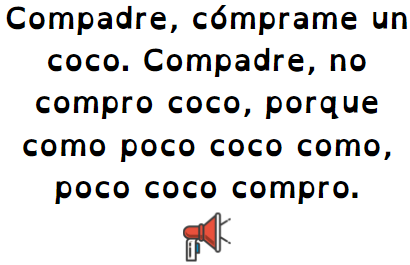 Compadre, cómprame un
coco. Compadre, no
compro coco, porque
como poco coco como,
poco coco compro.